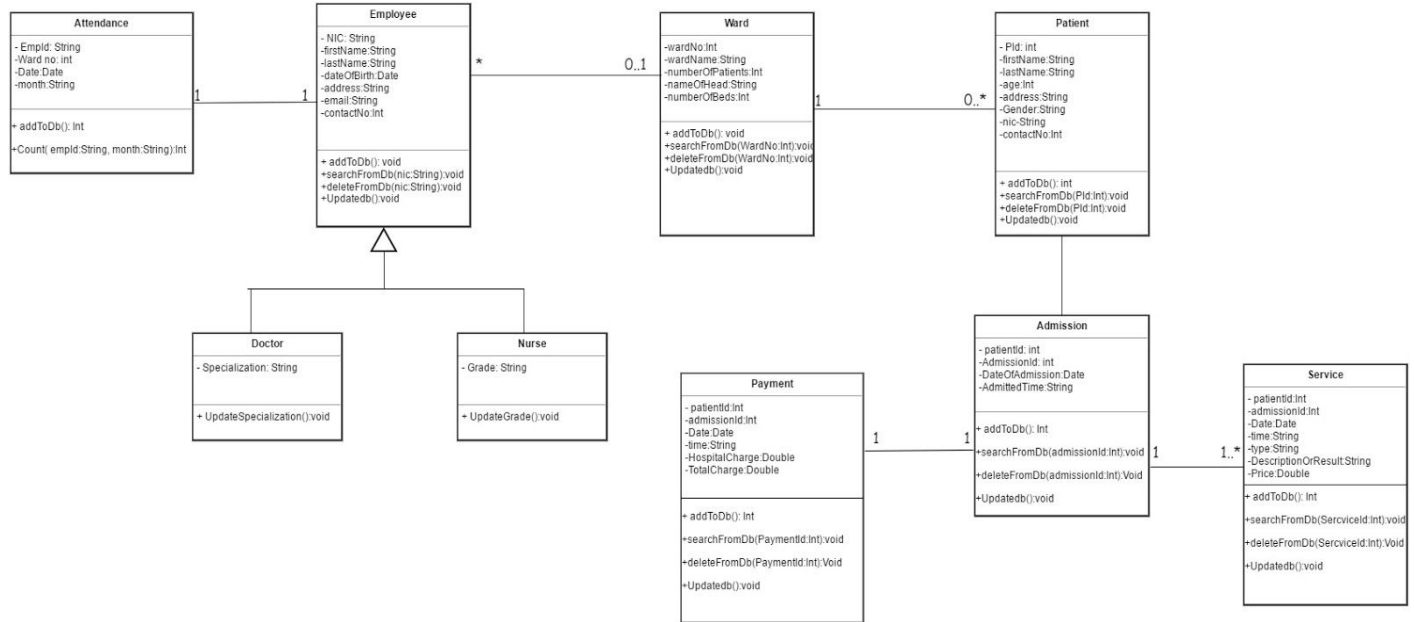 Attendance
- EmpId: String
-Ward no: int
-Date:Date
-month:String
+ addToDb(): Int
+Count( empId:String, month:String):Int
1
1
Employee
- NIC: String
-firstName:String
-lastName:String
-dateOfBirth:Date
-address:String
-email:String
-contactNo:Int
+ addToDb(): void
+searchFromDb(nic:String):void
+deleteFromDb(nic:String):void
+Updatedb():void
*
0..1
Ward
-wardNo:Int
-wardName:String
-numberOfPatients:Int
-nameOfHead:String
-numberOfBeds:Int
+ addToDb(): void
+searchFromDb(WardNo:Int):void
+deleteFromDb(WardNo:Int):void
+Updatedb():void
1
0..*
Patient
- PId: int
-firstName:String
-lastName:String
-age:Int
-address:String
-Gender:String
-nic-String
-contactNo:Int
+ addToDb(): int
+searchFromDb(PId:Int):void
+deleteFromDb(PId:Int):void
+Updatedb():void
Doctor
- Specialization: String
+ UpdateSpecialization():void
Nurse
- Grade: String
+ UpdateGrade():void
Payment
- patientId:Int
-admissionId:Int
-Date:Date
-time:String
-HospitalCharge:Double
-TotalCharge:Double
+ addToDb(): Int
+searchFromDb(PaymentId:Int):void
+deleteFromDb(PaymentId:Int):Void
+Updatedb():void
1
1
Admission
- patientId: int
-AdmissionId: int
-DateOfAdmission:Date
-AdmittedTime:String
+ addToDb(): Int
+searchFromDb(admissionId:Int):void
+deleteFromDb(admissionId:Int):Void
+Updatedb():void
1
1..*
Service
- patientId:Int
-admissionId:Int
-Date:Date
-time:String
-type:String
-DescriptionOrResult:String
-Price:Double
+ addToDb(): Int
+searchFromDb(SercviceId:Int):void
+deleteFromDb(SercviceId:Int):Void
+Updatedb():void